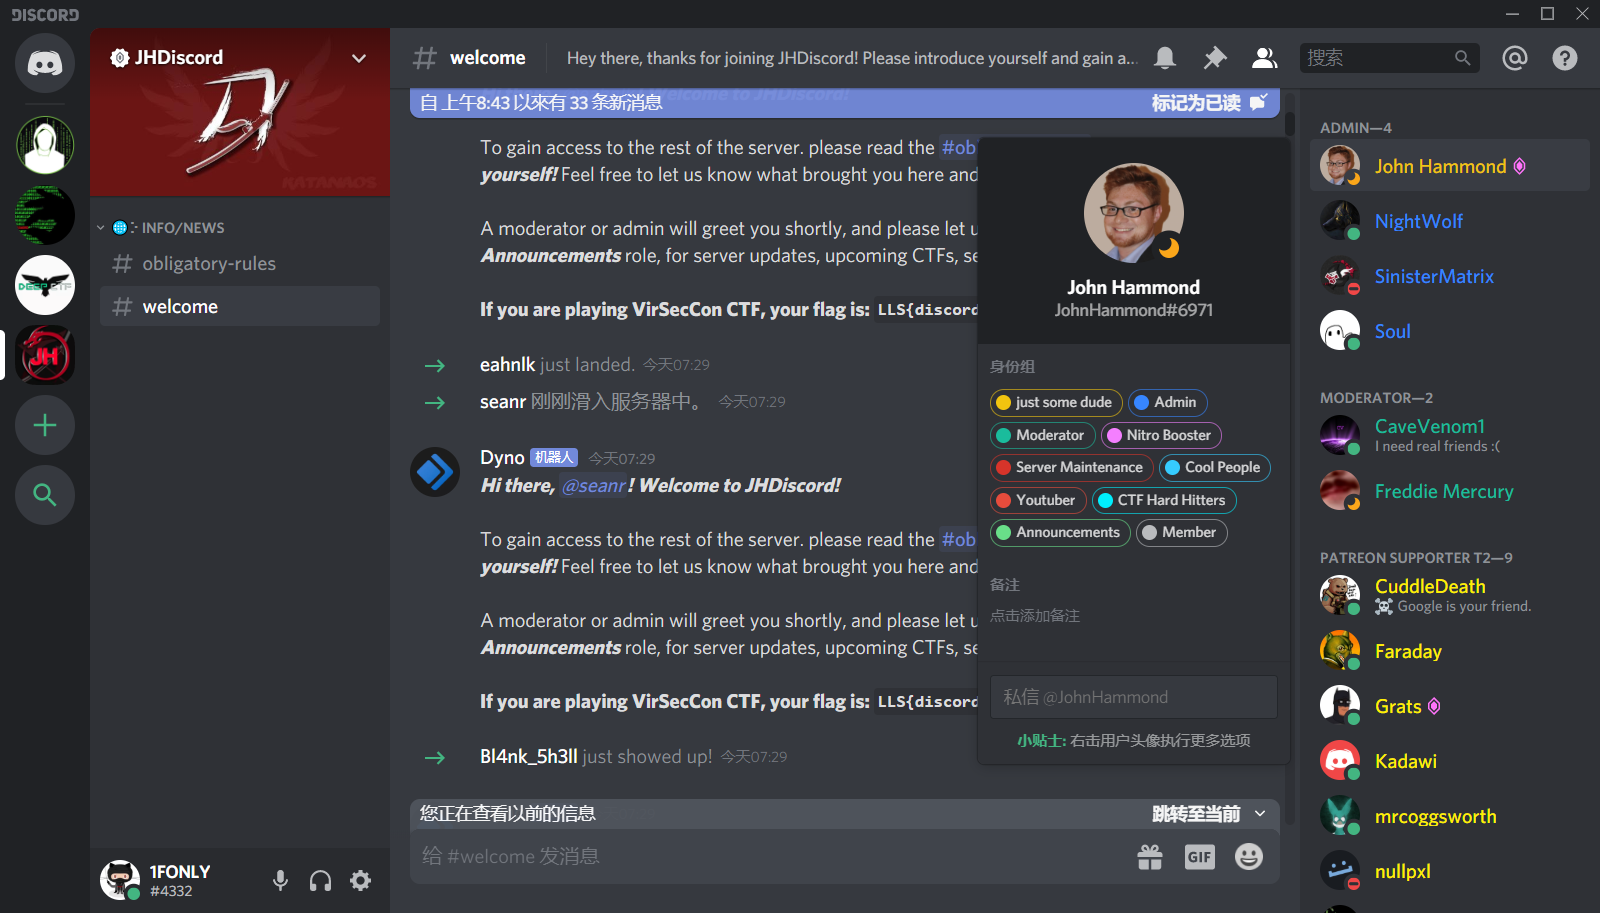 DISCORD
JHDiscord
KATANAOS
INFO/NEWS
# obligatory-rules
# welcome
1FONLY
#4332
# welcome
Hey there, thanks for joining JHDiscord! Please introduce yourself and gain a...
搜索
自 上午8:43 以來有 33 条新消息
标记为已读
To gain access to the rest of the server. please read the #ob
yourself! Feel free to let us know what brought you here and
A moderator or admin will greet you shortly, and please let u
Announcements role, for server updates, upcoming CTFs, se
If you are playing VirSecCon CTF, your flag is: LLS{discord
eahnlk just landed. 今天07:29
seanr 刚刚滑入服务器中。 今天07:29
Dyno 机器人 今天07:29
Hi there, @seanr! Welcome to JHDiscord!
To gain access to the rest of the server. please read the #ob
yourself! Feel free to let us know what brought you here and
A moderator or admin will greet you shortly, and please let u
Announcements role, for server updates, upcoming CTFs, se
If you are playing VirSecCon CTF, your flag is: LLS{discord
Bl4nk_5h3ll just showed up! 今天07:29
您正在查看以前的信息
跳转至当前
给 #welcome 发消息
GIF
John Hammond
JohnHammond#6971
身份组
just some dude
Admin
Moderator
Nitro Booster
Server Maintenance
Cool People
Youtuber
CTF Hard Hitters
Announcements
Member
备注
点击添加备注
私信 @JohnHammond
小贴士: 右击用户头像执行更多选项
ADMIN—4
John Hammond
NightWolf
SinisterMatrix
Soul
MODERATOR—2
CaveVenom1
I need real friends :(
Freddie Mercury
PATREON SUPPORTER T2—9
CuddleDeath
Google is your friend.
Faraday
Grats
Kadawi
mrcoggsworth
nullpxl
DEEP CTF
JH